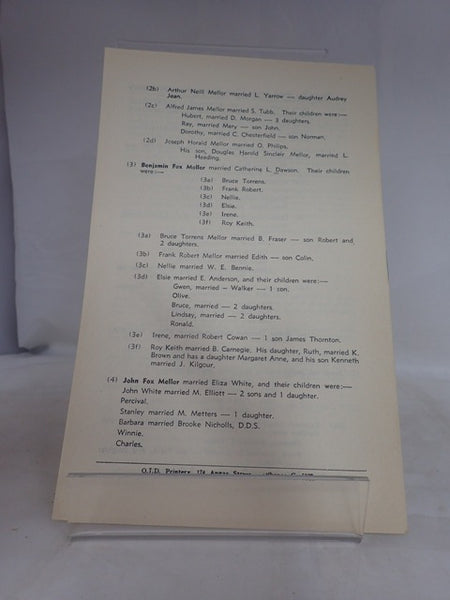 (2b) Arthur Neill Mellor married L. Yarrow — daughter Audrey
Jean.
(2c) Alfred James Mellor married S. Tubb. Their children were:—
Hubert, married D. Morgan — 3 daughters.
Ray, married Mary — son John.
Dorothy, married C. Chesterfield — son Norman.
(2d) Joseph Horald Mellor married O. Philips.
His son, Douglas Harold Sinclair Mellor, married L.
Heading.
(3) Benjamin Fox Mellor married Catherine L. Dawson. Their children
were:—
(3a) Bruce Torrens.
(3b) Frank Robert.
(3c) Nellie.
(3d) Elsie.
(3e) Irene.
(3f) Roy Keith.
(3a) Bruce Torrens Mellor married B. Fraser — son Robert and
2 daughters.
(3b) Frank Robert Mellor married Edith — son Colin.
(3c) Nellie married W. E. Bennie.
(3d) Elsie married E. Anderson, and their children were:—
Gwen, married – Walker — 1 son.
Olive.
Bruce, married — 2 daughters.
Lindsay, married — 2 daughters.
Ronald.
(3e) Irene, married Robert Cowan — 1 son James Thornton.
(3f) Roy Keith married B. Carnegie. His daughter, Ruth, married K.
Brown and has a daughter Margaret Anne, and his son Kenneth
married J. Kilgour.
(4) John Fox Mellor married Eliza White, and their children were:—
John White married M. Elliott — 2 sons and 1 daughter.
Percival.
Stanley married M. Metters — 1 daughter.
Barbara married Brooke Nicholls, D.D.S.
Winnie.
Charles.
O.T.D. Printers, 174 Angas Street